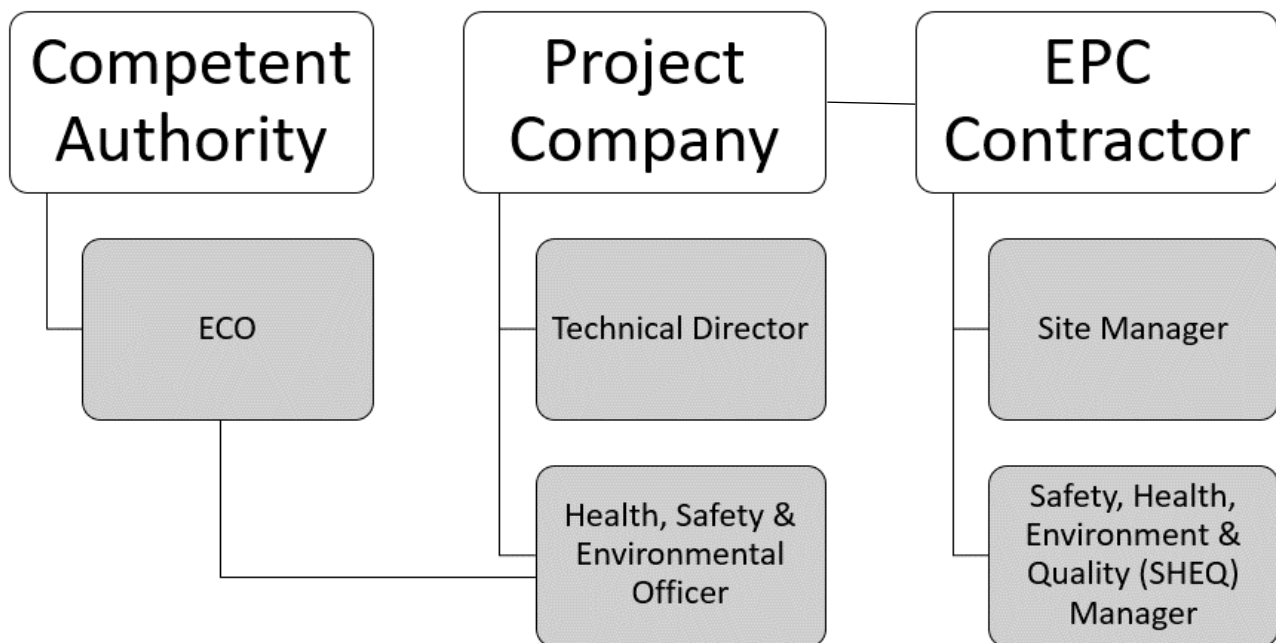 Competent
Authority
Project
Company
EPC
Contractor
ECO
Technical Director
Site Manager
Health, Safety &
Environmental
Officer
Safety, Health,
Environment &
Quality (SHEQ)
Manager